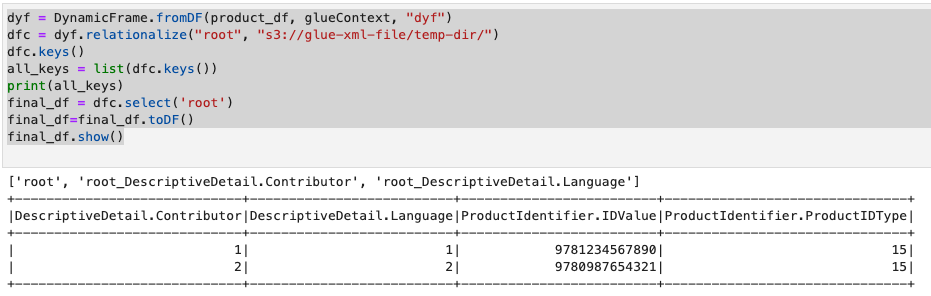 dyf = DynamicFrame.fromDF(product_df, glueContext, "dyf")
dfc = dyf.relationalize("root", "s3://glue-xml-file/temp-dir/")
dfc.keys()
all_keys = list(dfc.keys())
print(all_keys)
final_df = dfc.select('root')
final_df=final_df.toDF()
final_df.show()
['root', 'root_DescriptiveDetail.Contributor', 'root_DescriptiveDetail.Language']
+---------------------------+-------------------------+-------------------------+-------------------------------+
|DescriptiveDetail.Contributor|DescriptiveDetail.Language|ProductIdentifier.IDValue|ProductIdentifier.ProductIDType|
+---------------------------+-------------------------+-------------------------+-------------------------------+
| 1| 1| 9781234567890| 15|
| 2| 2| 9780987654321| 15|
+---------------------------+-------------------------+-------------------------+-------------------------------+